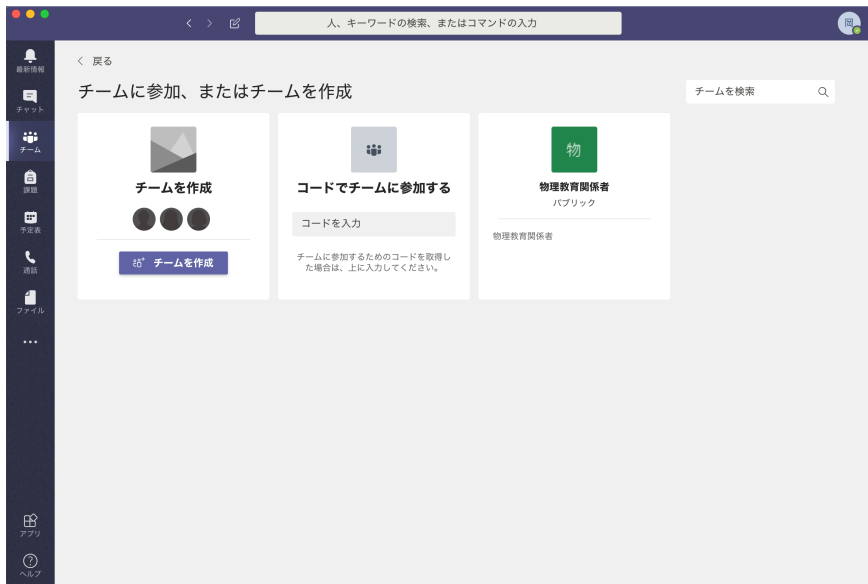 人、キーワードの検索、またはコマンドの入力
岡
最新情報
チャット
チーム
課題
予定表
通話
ファイル
アプリ
ヘルプ
戻る
チームに参加、またはチームを作成
チームを検索
チームを作成
チームを作成
コードでチームに参加する
コードを入力
チームに参加するためのコードを取得し
た場合は、上に入力してください。
物
物理教育関係者
パブリック
物理教育関係者